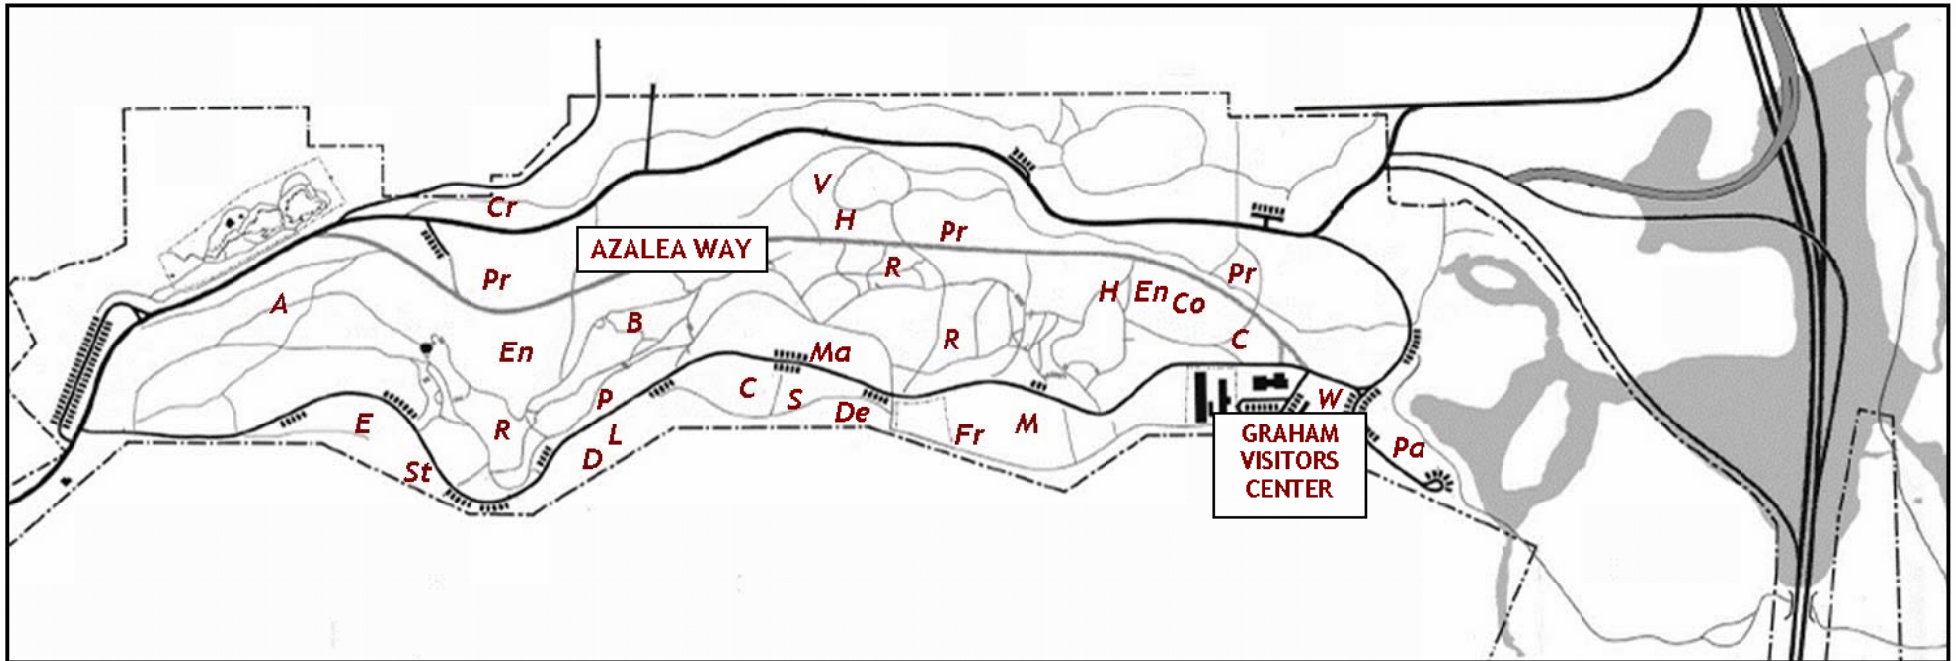 V
Cr
H
Pr
AZALEA WAY
R
Pr
Pr
A
H
En
Co
B
En
Ma
R
C
P
C
S
De
W
E
R
L
Fr
M
GRAHAM
VISITORS
CENTER
Pa
St
D